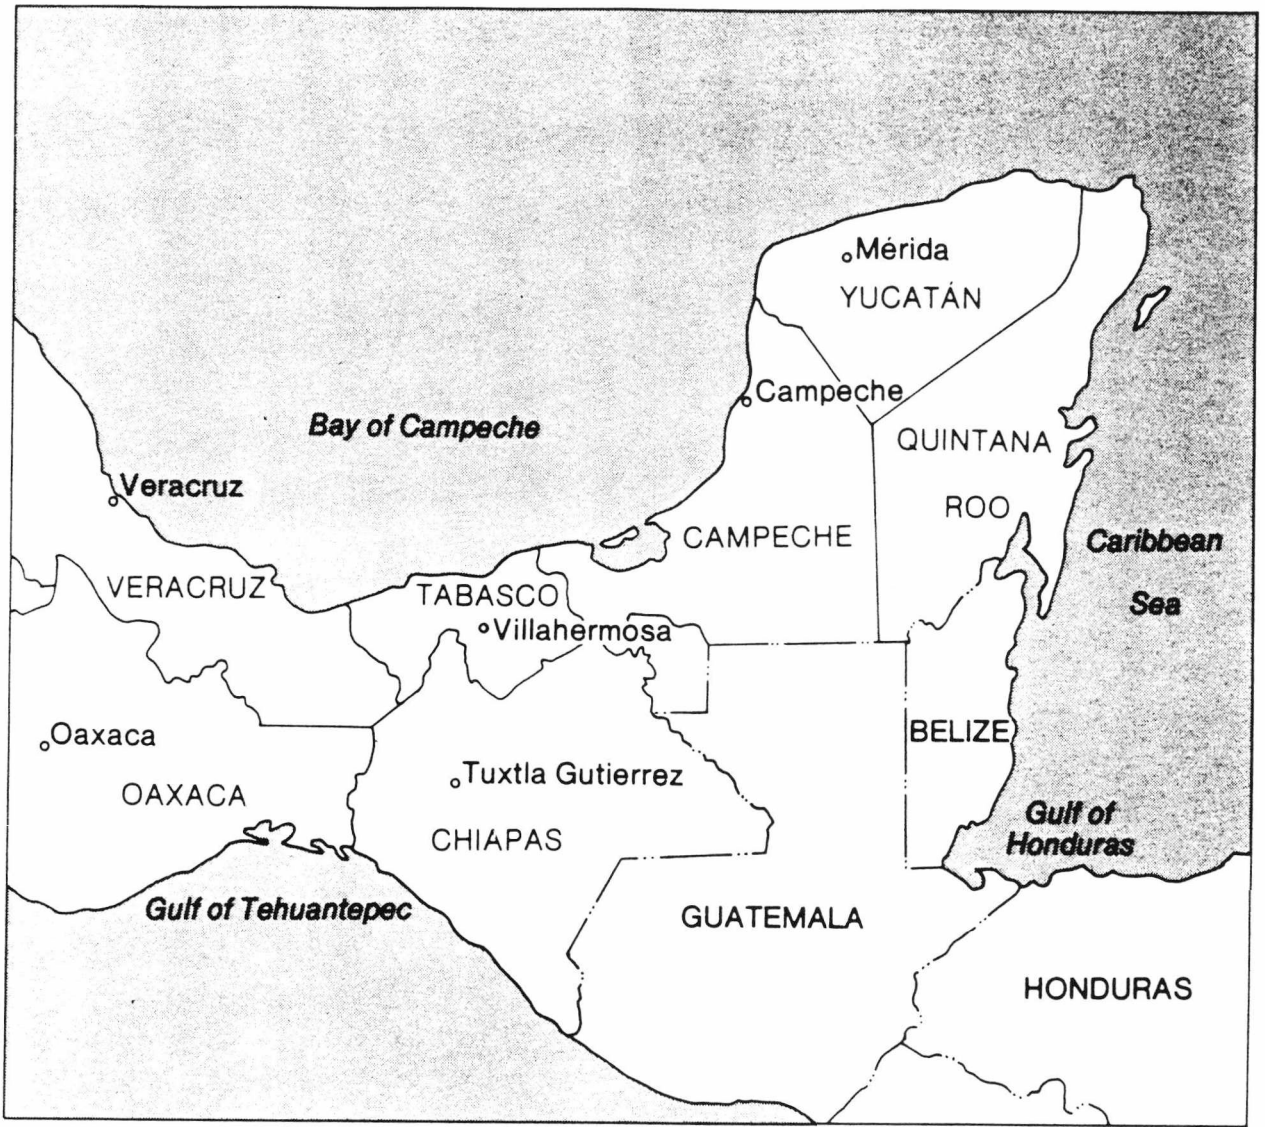 Mérida
YUCATÁN
Campeche
Bay of Campeche
QUINTANA
ROO
Veracruz
CAMPECHE
Caribbean
Sea
VERACRUZ
TABASCO
Villahermosa
BELIZE
Oaxaca
OAXACA
Tuxtla Gutierrez
CHIAPAS
Gulf of
Honduras
Gulf of Tehuantepec
GUATEMALA
HONDURAS